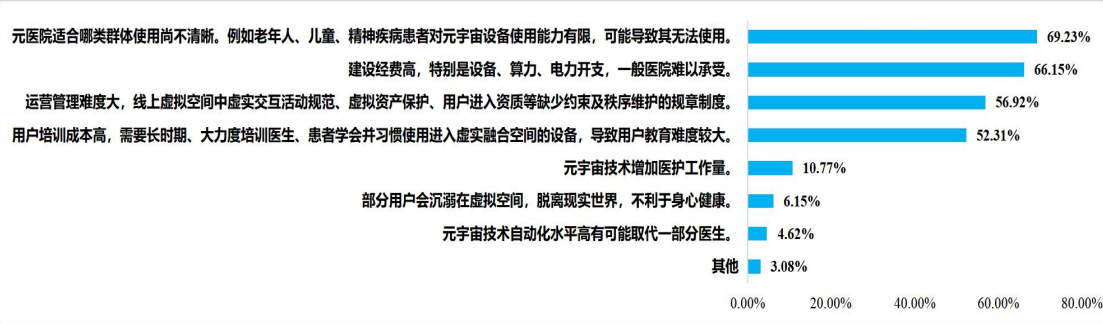 元医院适合哪类群体使用尚不清晰。例如老年人、儿童、精神疾病患者对元宇宙设备使用能力有限，可能导致其无法使用。 69.23%
建设经费高，特别是设备、算力、电力开支，一般医院难以承受。 66.15%
运营管理难度大，线上虚拟空间中虚实交互活动规范、虚拟资产保护、用户进入资质等缺少约束及秩序维护的规章制度。 56.92%
用户培训成本高，需要长时期、大力度培训医生、患者学会并习惯使用进入虚实融合空间的设备，导致用户教育难度较大。 52.31%
元宇宙技术增加医护工作量。 10.77%
部分用户会沉溺在虚拟空间，脱离现实世界，不利于身心健康。 6.15%
元宇宙技术自动化水平高有可能取代一部分医生。 4.62%
其他 3.08%
0.00% 20.00% 40.00% 60.00% 80.00%